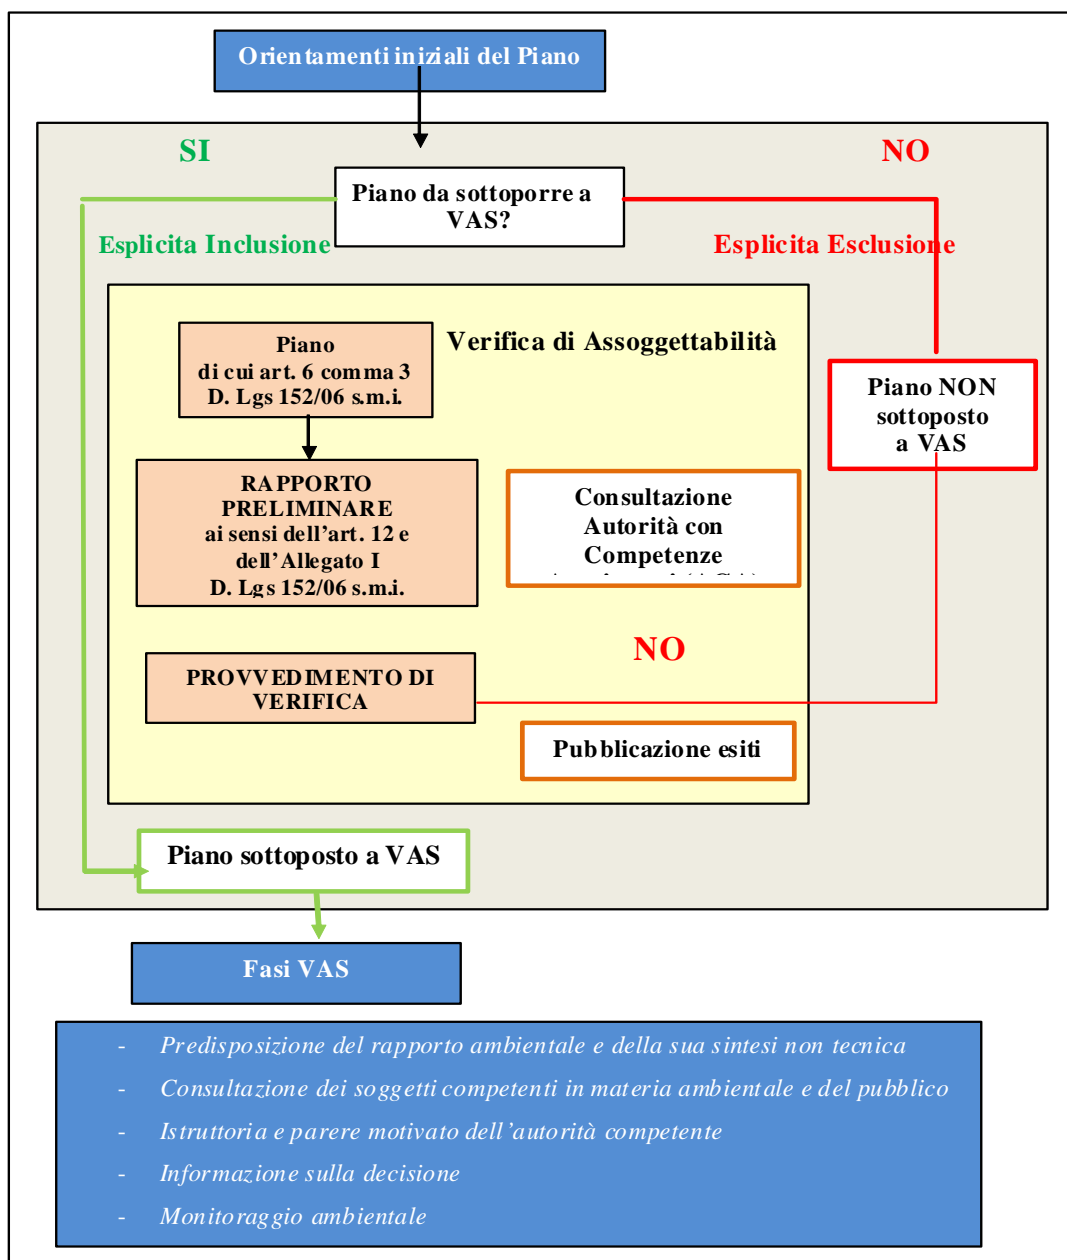 Orientamenti iniziali del Piano
SI
NO
Piano da sottoporre a
VAS?
Esplicita Inclusione
Esplicita Esclusione
Verifica di Assoggettabilità
Piano
di cui art. 6 comma 3
D. Lgs 152/06 s.m.i.
Piano NON
sottoposto
a VAS
RAPPORTO
PRELIMINARE
ai sensi dell'art. 12 e
dell'Allegato I
D. Lgs 152/06 s.m.i.
Consultazione
Autorità con
Competenze
NO
PROVVEDIMENTO DI
VERIFICA
Pubblicazione esiti
Piano sottoposto a VAS
Fasi VAS
- Predisposizione del rapporto ambientale e della sua sintesi non tecnica
- Consultazione dei soggetti competenti in materia ambientale e del pubblico
- Istruttoria e parere motivato dell'autorità competente
- Informazione sulla decisione
- Monitoraggio ambientale